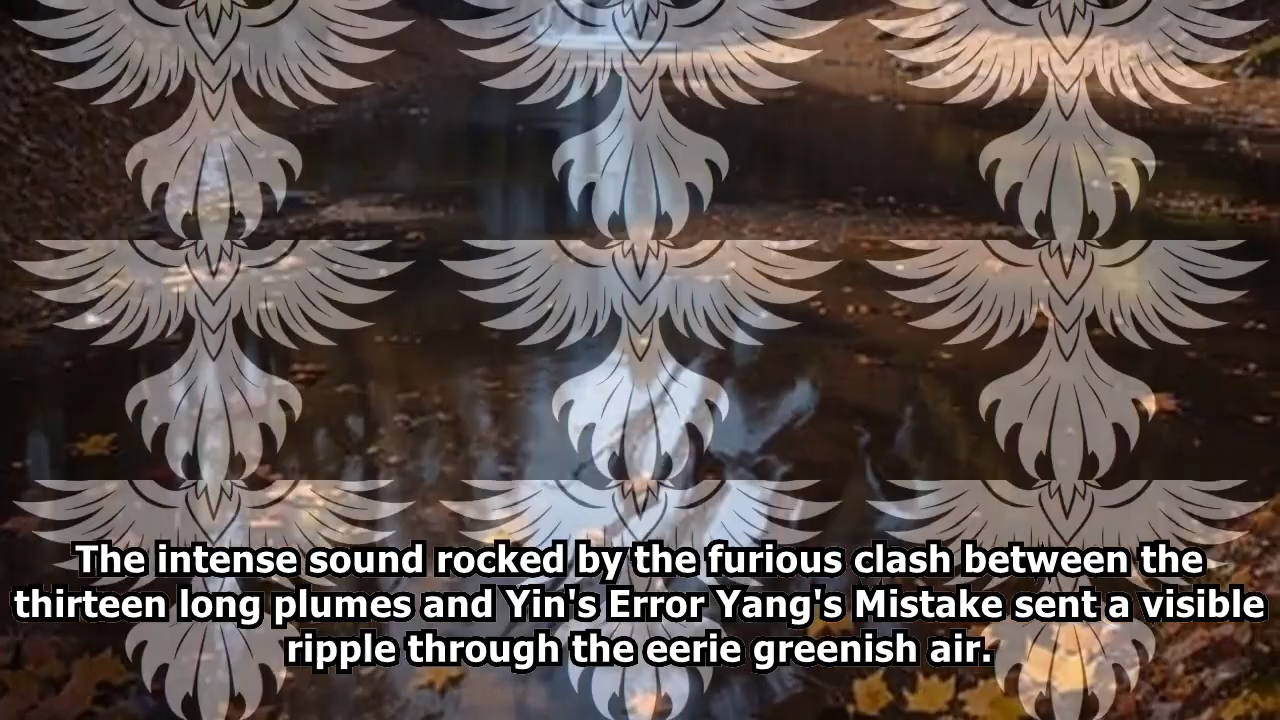 The intense sound rocked by the furious clash between the
thirteen long plumes and Yin's Error Yang's Mistake sent a visible
ripple through the eerie greenish air.